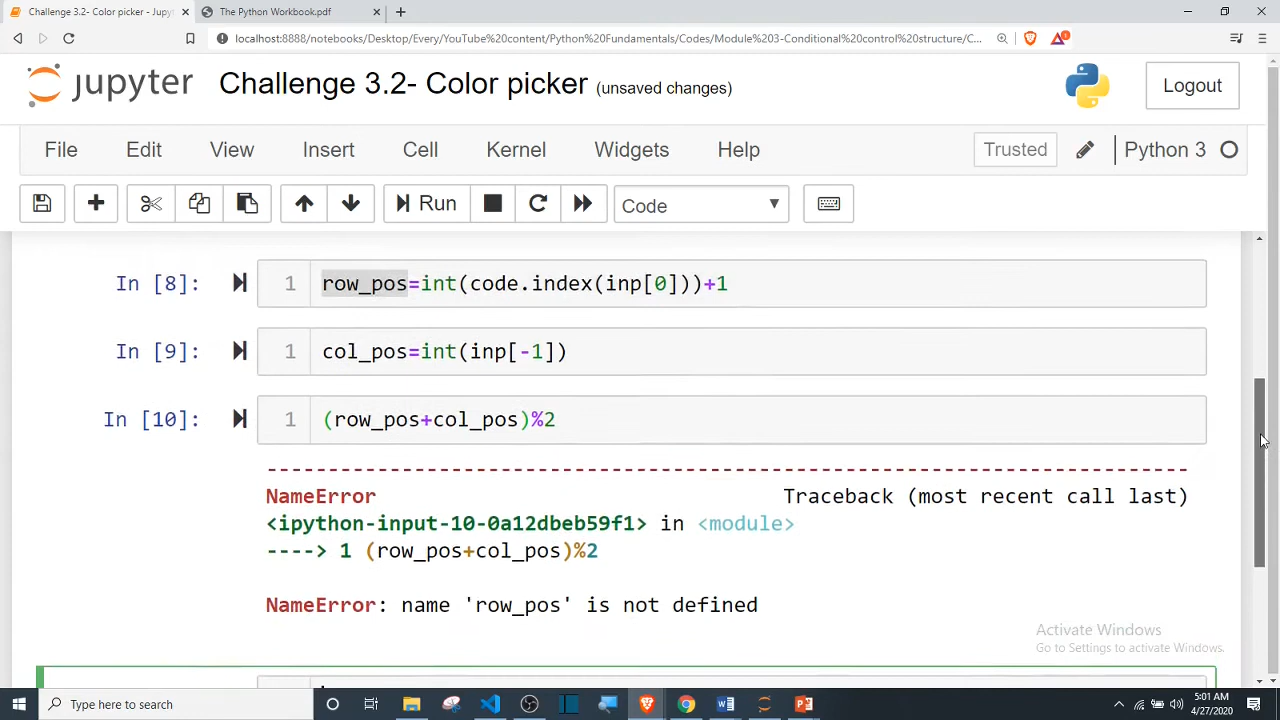 Challenge 3.2- Color picker - Jupyt
The Python Workbook.pdf
localhost:8888/notebooks/Desktop/Every/YouTube%20content/Python%20Fundamentals/Codes/Module%203-Conditional%20control%20structure/C...
jupyter Challenge 3.2- Color picker (unsaved changes)
Logout
File Edit View Insert Cell Kernel Widgets Help
Trusted
Python 3
Run
Code
In [8]: 1 row_pos=int(code.index(inp[0]))+1
In [9]: 1 col_pos=int(inp[-1])
In [10]: 1 (row_pos+col_pos)%2
---------------------------------------------------------------------------
NameError Traceback (most recent call last)
<ipython-input-10-0a12dbeb59f1> in <module>
----> 1 (row_pos+col_pos)%2
NameError: name 'row_pos' is not defined
Activate Windows
Go to Settings to activate Windows.
Type here to search
5:01 AM
4/27/2020